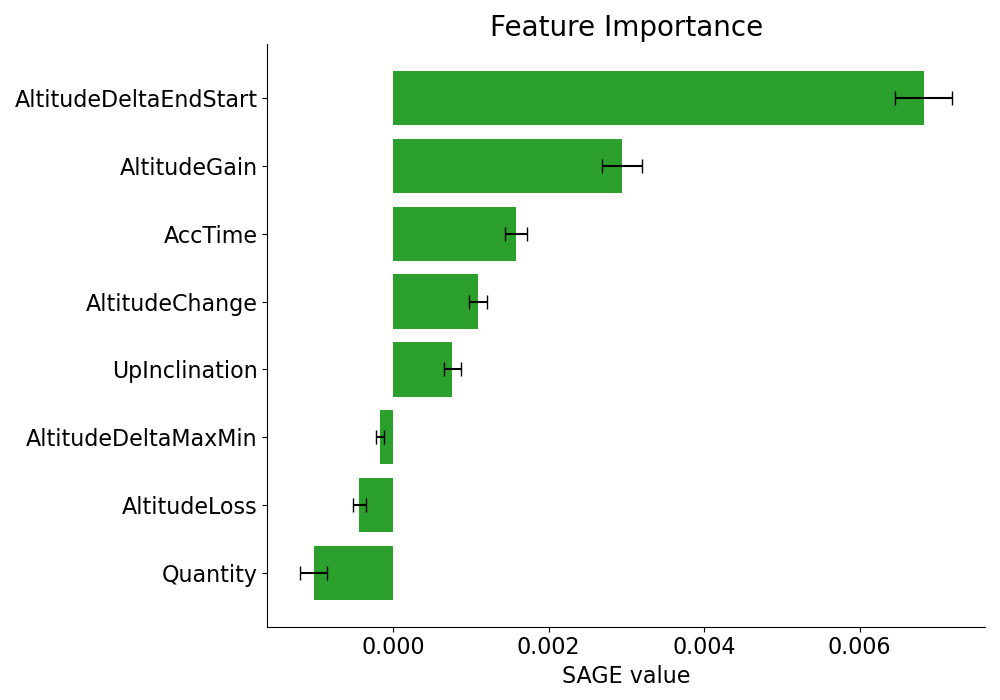 Feature Importance
AltitudeDeltaEndStart
AltitudeGain
AccTime
AltitudeChange
UpInclination
AltitudeDeltaMaxMin
AltitudeLoss
Quantity
0.000 0.002 0.004 0.006
SAGE value